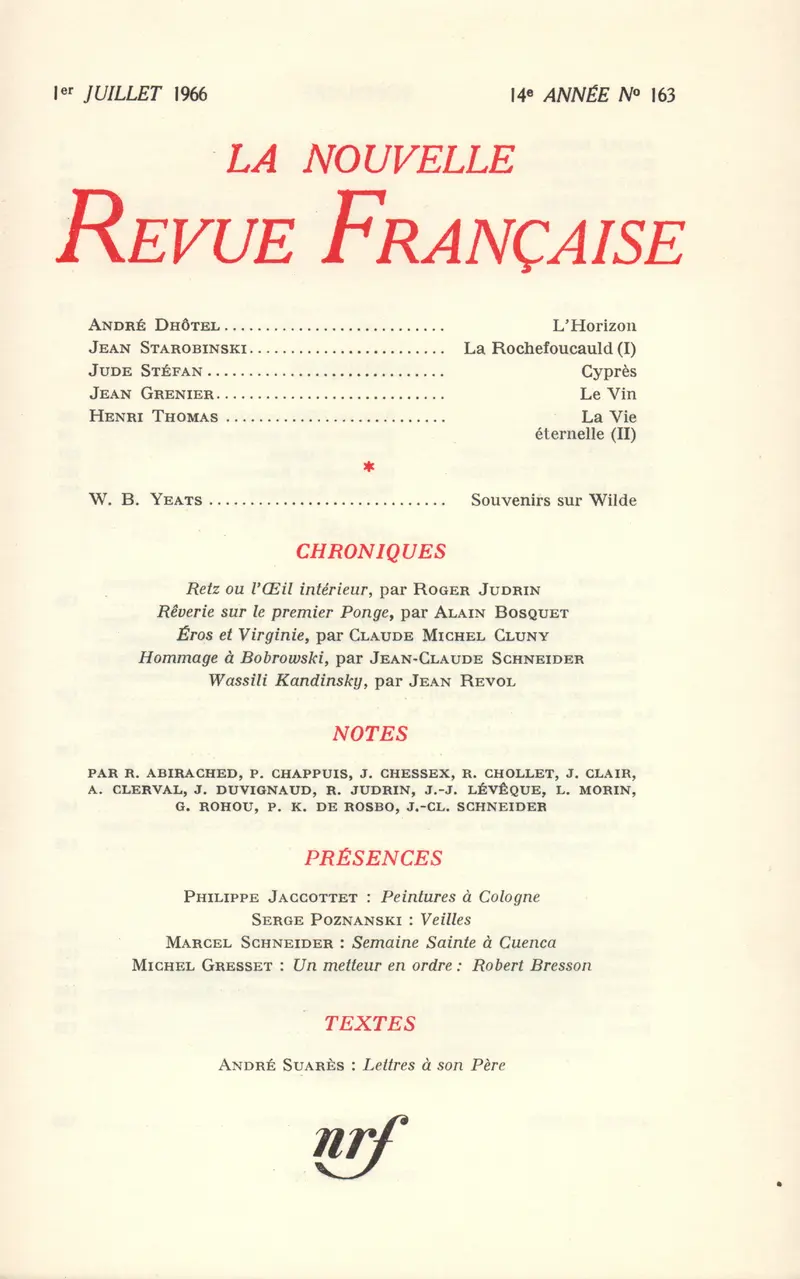 1er JUILLET 1966 14e ANNÉE No 163
LA NOUVELLE
REVUE FRANÇAISE
ANDRÉ DHÔTEL........................... L'Horizon
JEAN STAROBINSKI........................ La Rochefoucauld (I)
JUDE STÉFAN............................. Cyprès
JEAN GRENIER............................ Le Vin
HENRI THOMAS ........................... La Vie
éternelle (II)
*
W. B. YEATS ............................. Souvenirs sur Wilde
CHRONIQUES
Retz ou l'Œil intérieur, par ROGER JUDRIN
Rêverie sur le premier Ponge, par ALAIN BOSQUET
Éros et Virginie, par CLAUDE MICHEL CLUNY
Hommage à Bobrowski, par JEAN-CLAUDE SCHNEIDER
Wassili Kandinsky, par JEAN REVOL
NOTES
PAR R. ABIRACHED, P. CHAPPUIS, J. CHESSEX, R. CHOLLET, J. CLAIR,
A. CLERVAL, J. DUVIGNAUD, R. JUDRIN, J.-J. LÉVÊQUE, L. MORIN,
G. ROHOU, P. K. DE ROSBO, J.-CL. SCHNEIDER
PRÉSENCES
PHILIPPE JACCOTTET : Peintures à Cologne
SERGE POZNANSKI : Veilles
MARCEL SCHNEIDER : Semaine Sainte à Cuenca
MICHEL GRESSET : Un metteur en ordre : Robert Bresson
TEXTES
ANDRÉ SUARÈS : Lettres à son Père
nrf